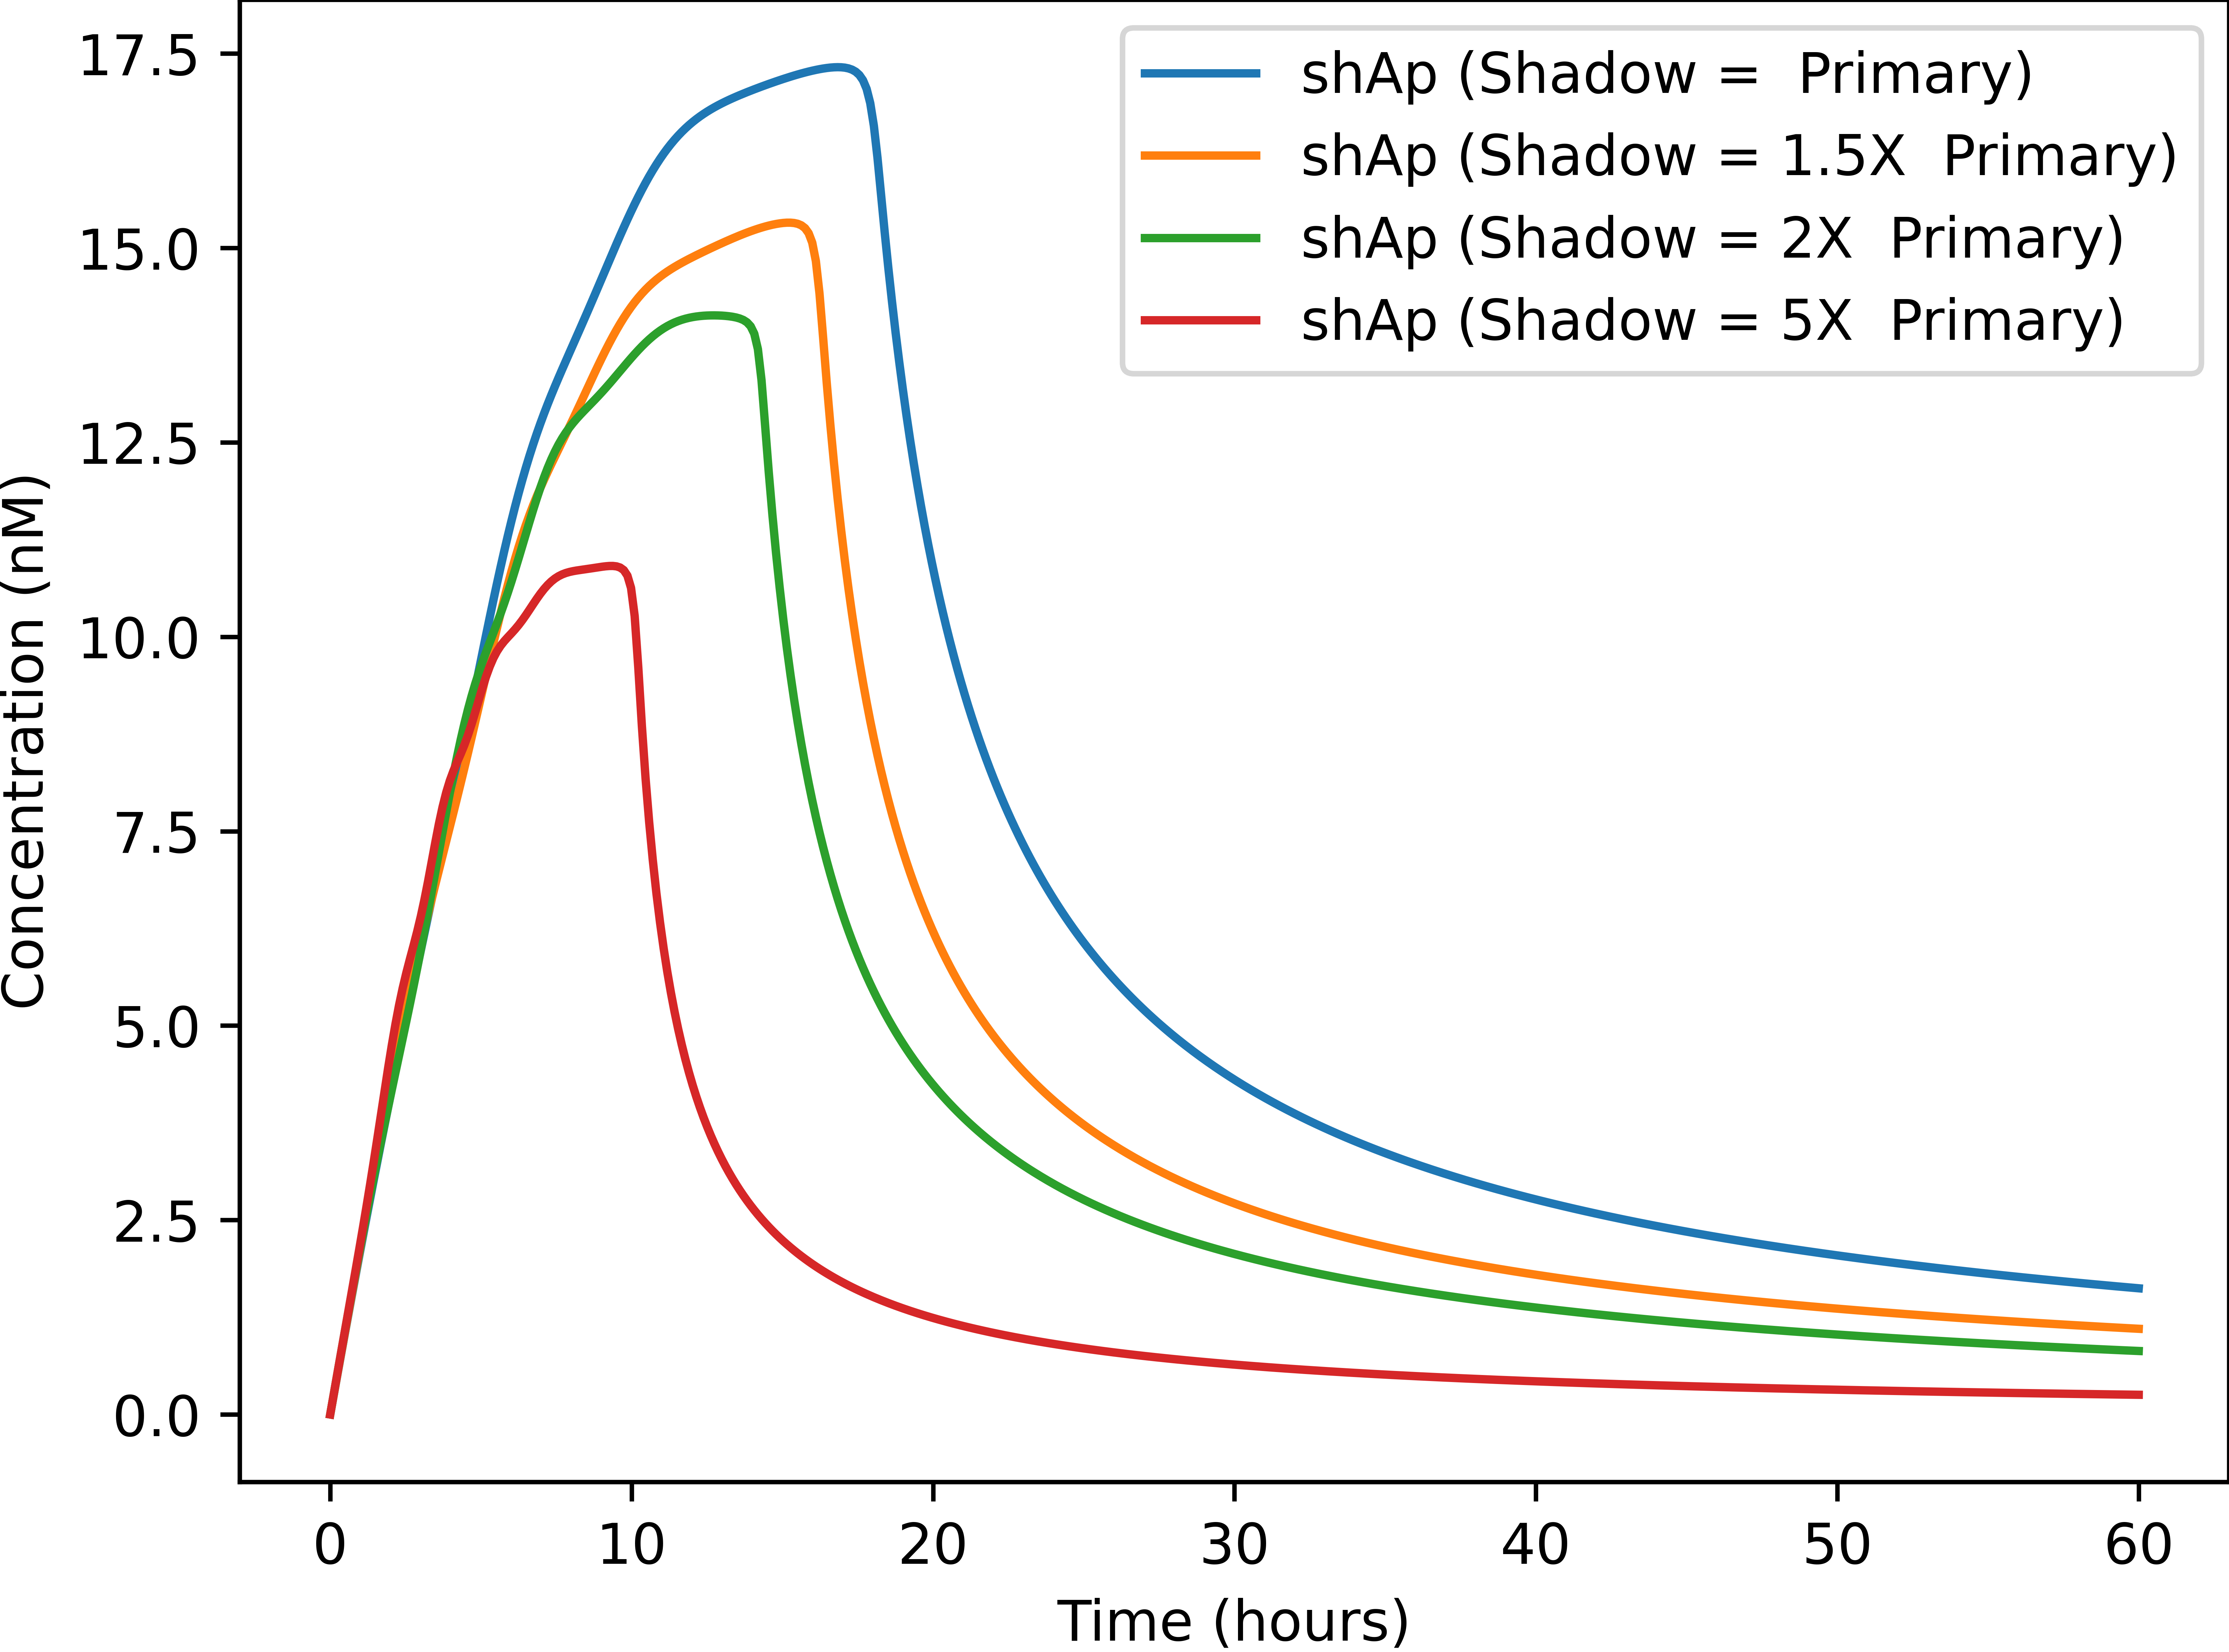 17.5
15.0
12.5
10.0
7.5
5.0
2.5
0.0
Concentration (nM)
shAp (Shadow =  Primary)
shAp (Shadow = 1.5X  Primary)
shAp (Shadow = 2X  Primary)
shAp (Shadow = 5X  Primary)
0 10 20 30 40 50 60
Time (hours)